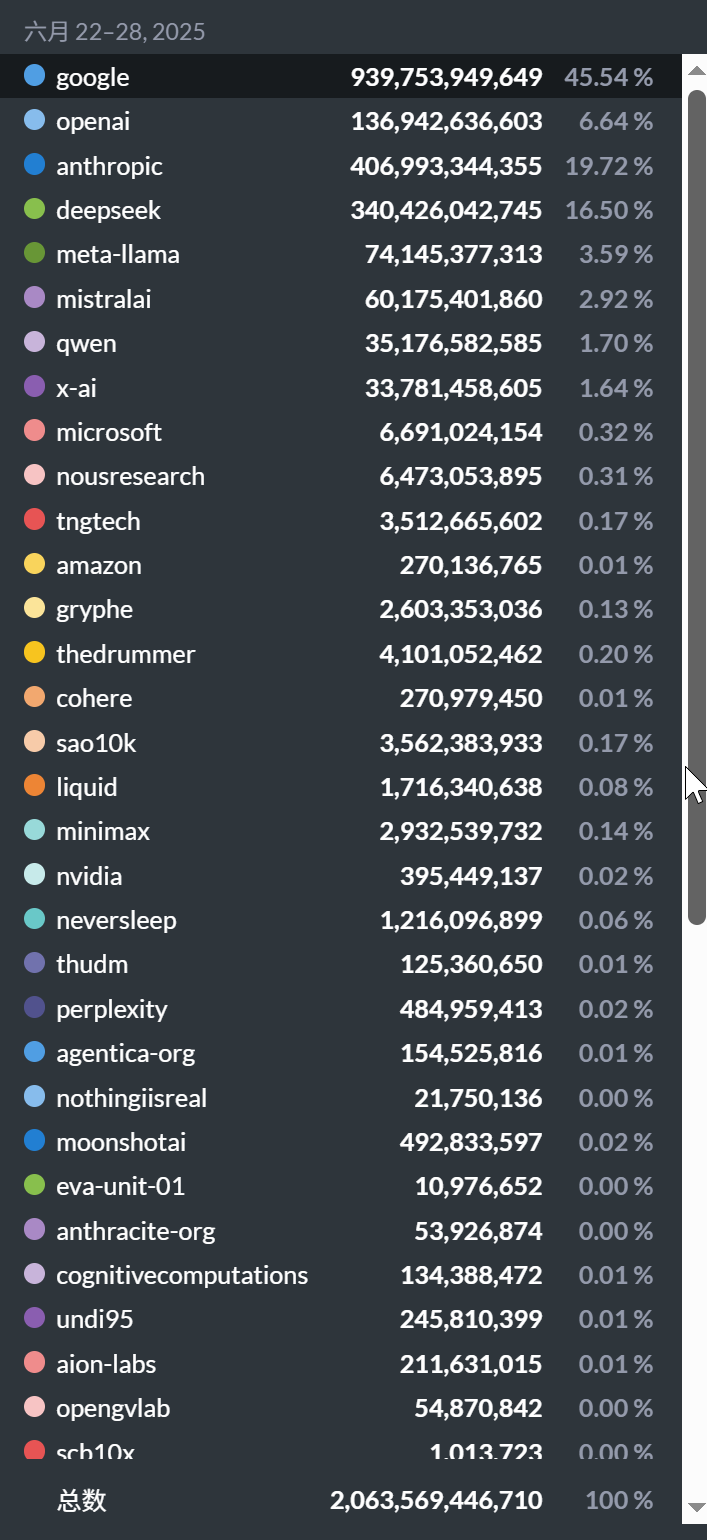 六月 22–28, 2025
google 939,753,949,649 45.54 %
openai 136,942,636,603 6.64 %
anthropic 406,993,344,355 19.72 %
deepseek 340,426,042,745 16.50 %
meta-llama 74,145,377,313 3.59 %
mistralai 60,175,401,860 2.92 %
qwen 35,176,582,585 1.70 %
x-ai 33,781,458,605 1.64 %
microsoft 6,691,024,154 0.32 %
nousresearch 6,473,053,895 0.31 %
tngtech 3,512,665,602 0.17 %
amazon 270,136,765 0.01 %
gryphe 2,603,353,036 0.13 %
thedrummer 4,101,052,462 0.20 %
cohere 270,979,450 0.01 %
sao10k 3,562,383,933 0.17 %
liquid 1,716,340,638 0.08 %
minimax 2,932,539,732 0.14 %
nvidia 395,449,137 0.02 %
neversleep 1,216,096,899 0.06 %
thudm 125,360,650 0.01 %
perplexity 484,959,413 0.02 %
agentica-org 154,525,816 0.01 %
nothingiisreal 21,750,136 0.00 %
moonshotai 492,833,597 0.02 %
eva-unit-01 10,976,652 0.00 %
anthracite-org 53,926,874 0.00 %
cognitivecomputations 134,388,472 0.01 %
undi95 245,810,399 0.01 %
aion-labs 211,631,015 0.01 %
opengvlab 54,870,842 0.00 %
scb10x 1,013,723 0.00 %
总数 2,063,569,446,710 100 %